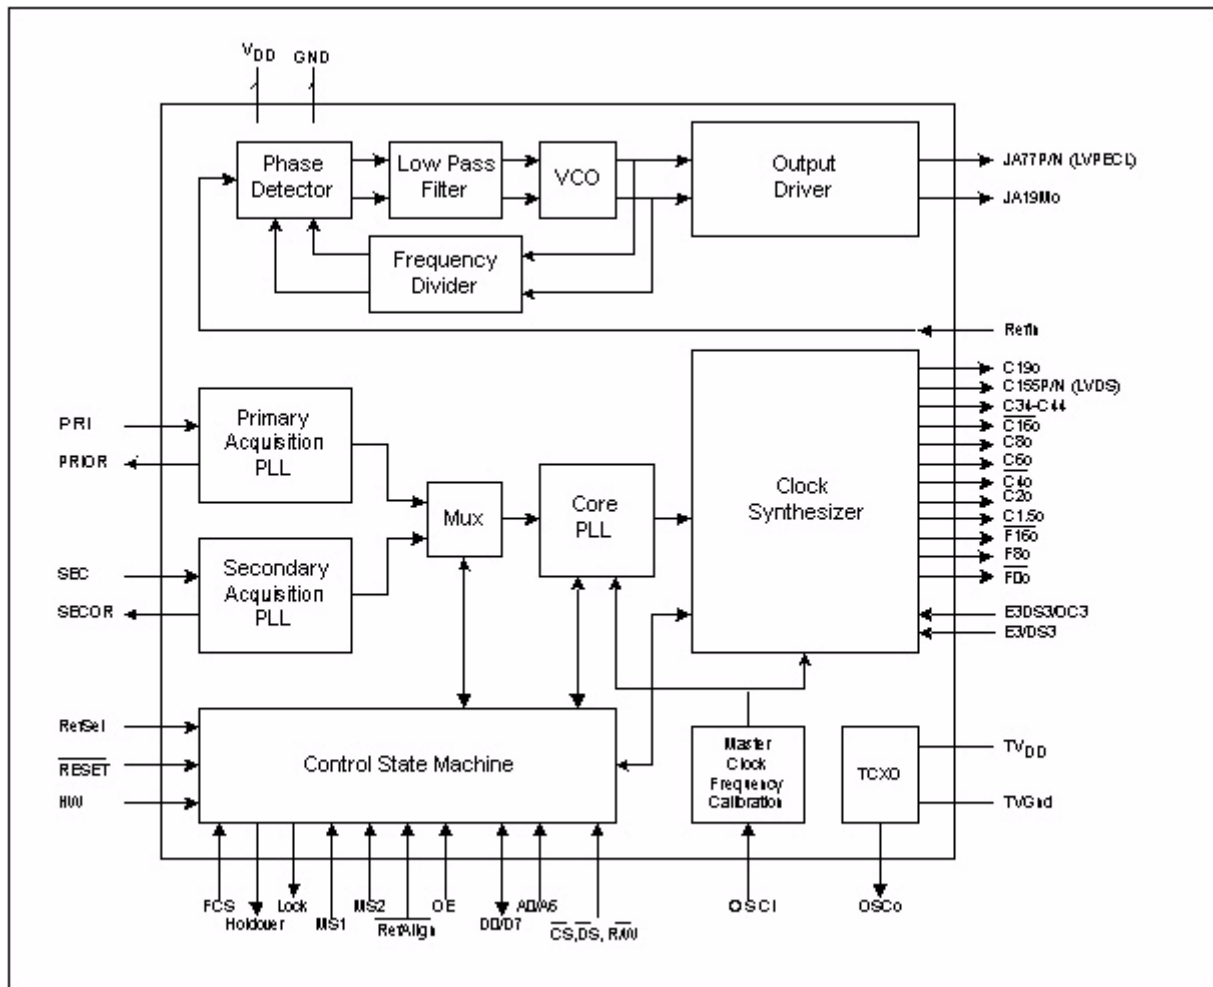 VDD GND
Phase Detector
Low Pass Filter
VCO
Output Driver
JA77P/N (LVPECL)
JA19Mo
Frequency Divider
RefIn
C19o
C155P/N (LVDS)
C34-C44
C16o
C8o
C6o
C4o
C2o
C1.5o
F16o
F8o
F0o
E3DS3/OC3
E3/DS3
PRI
PRIOR
Primary Acquisition PLL
Mux
Core PLL
Clock Synthesizer
SEC
SECOR
Secondary Acquisition PLL
RefSel
RESET
HW
Control State Machine
Master Clock Frequency Calibration
TCXO
TVDD
TVGnd
FCS
Holdover
Lock
MS1
MS2
RefAlign
OE
D0/D7
A0/A6
CS,DS, R/W
OSCi
OSCo